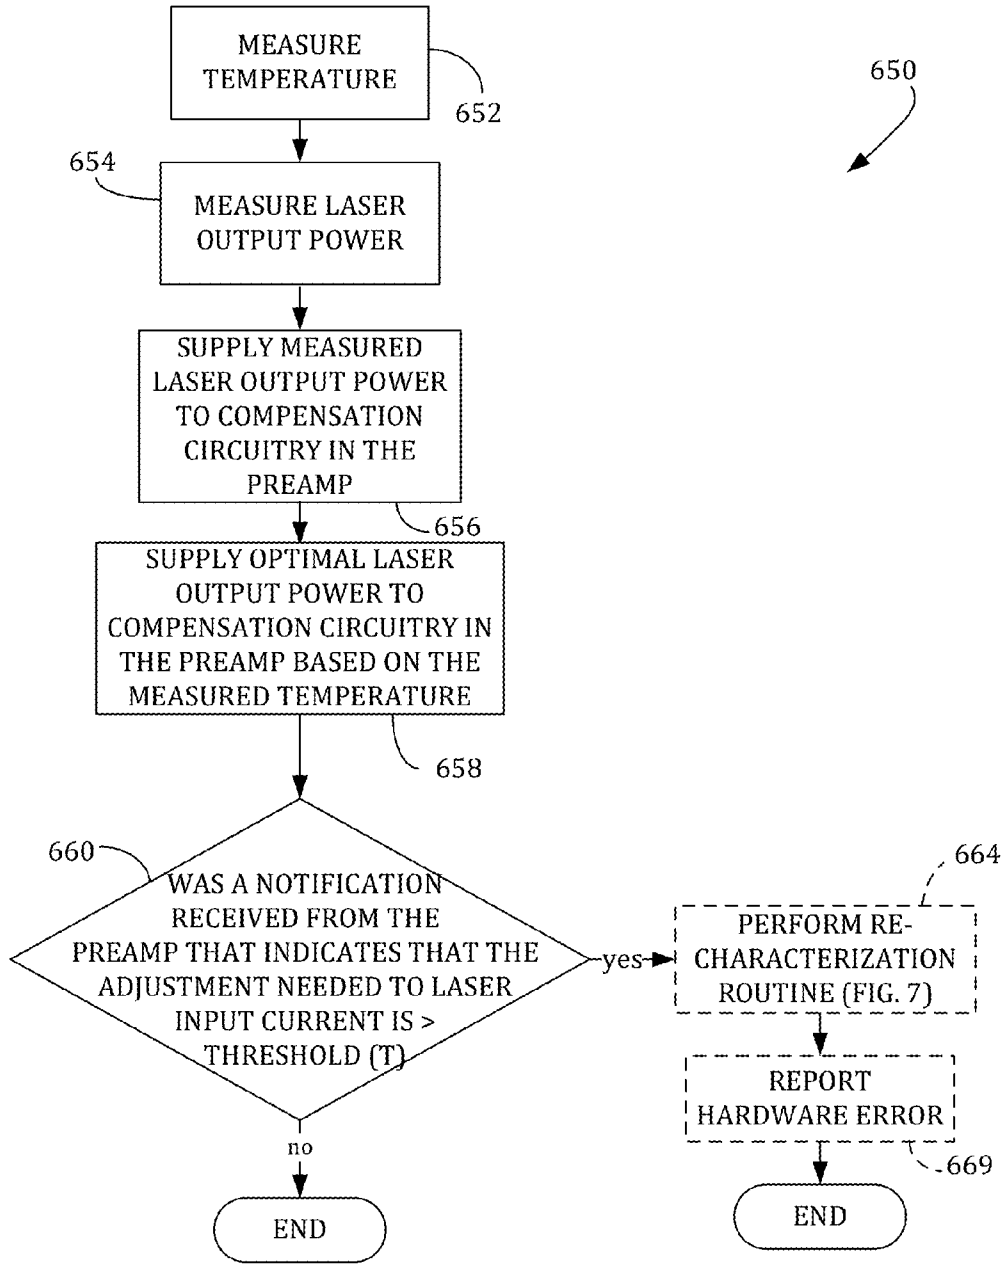 MEASURE
TEMPERATURE
652
650
654
MEASURE LASER
OUTPUT POWER
SUPPLY MEASURED
LASER OUTPUT POWER
TO COMPENSATION
CIRCUITRY IN THE
PREAMP
656
SUPPLY OPTIMAL LASER
OUTPUT POWER TO
COMPENSATION CIRCUITRY IN
THE PREAMP BASED ON THE
MEASURED TEMPERATURE
658
660
WAS A NOTIFICATION
RECEIVED FROM THE
PREAMP THAT INDICATES THAT THE
ADJUSTMENT NEEDED TO LASER
INPUT CURRENT IS >
THRESHOLD (T)
yes
664
PERFORM RE-
CHARACTERIZATION
ROUTINE (FIG. 7)
REPORT
HARDWARE ERROR
669
END
no
END